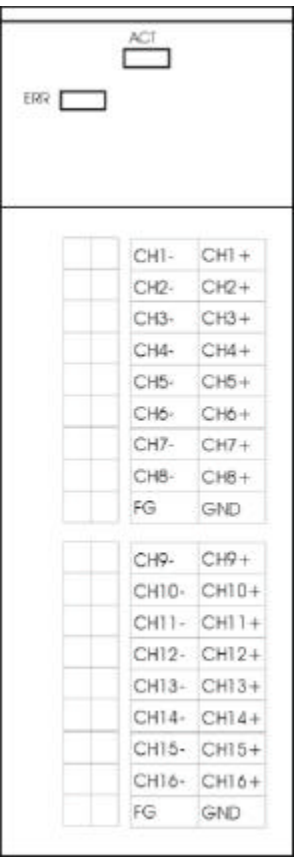 ACT
ERR
CH1- CH1+
CH2- CH2+
CH3- CH3+
CH4- CH4+
CH5- CH5+
CH6- CH6+
CH7- CH7+
CH8- CH8+
FG GND
CH9- CH9+
CH10- CH10+
CH11- CH11+
CH12- CH12+
CH13- CH13+
CH14- CH14+
CH15- CH15+
CH16- CH16+
FG GND